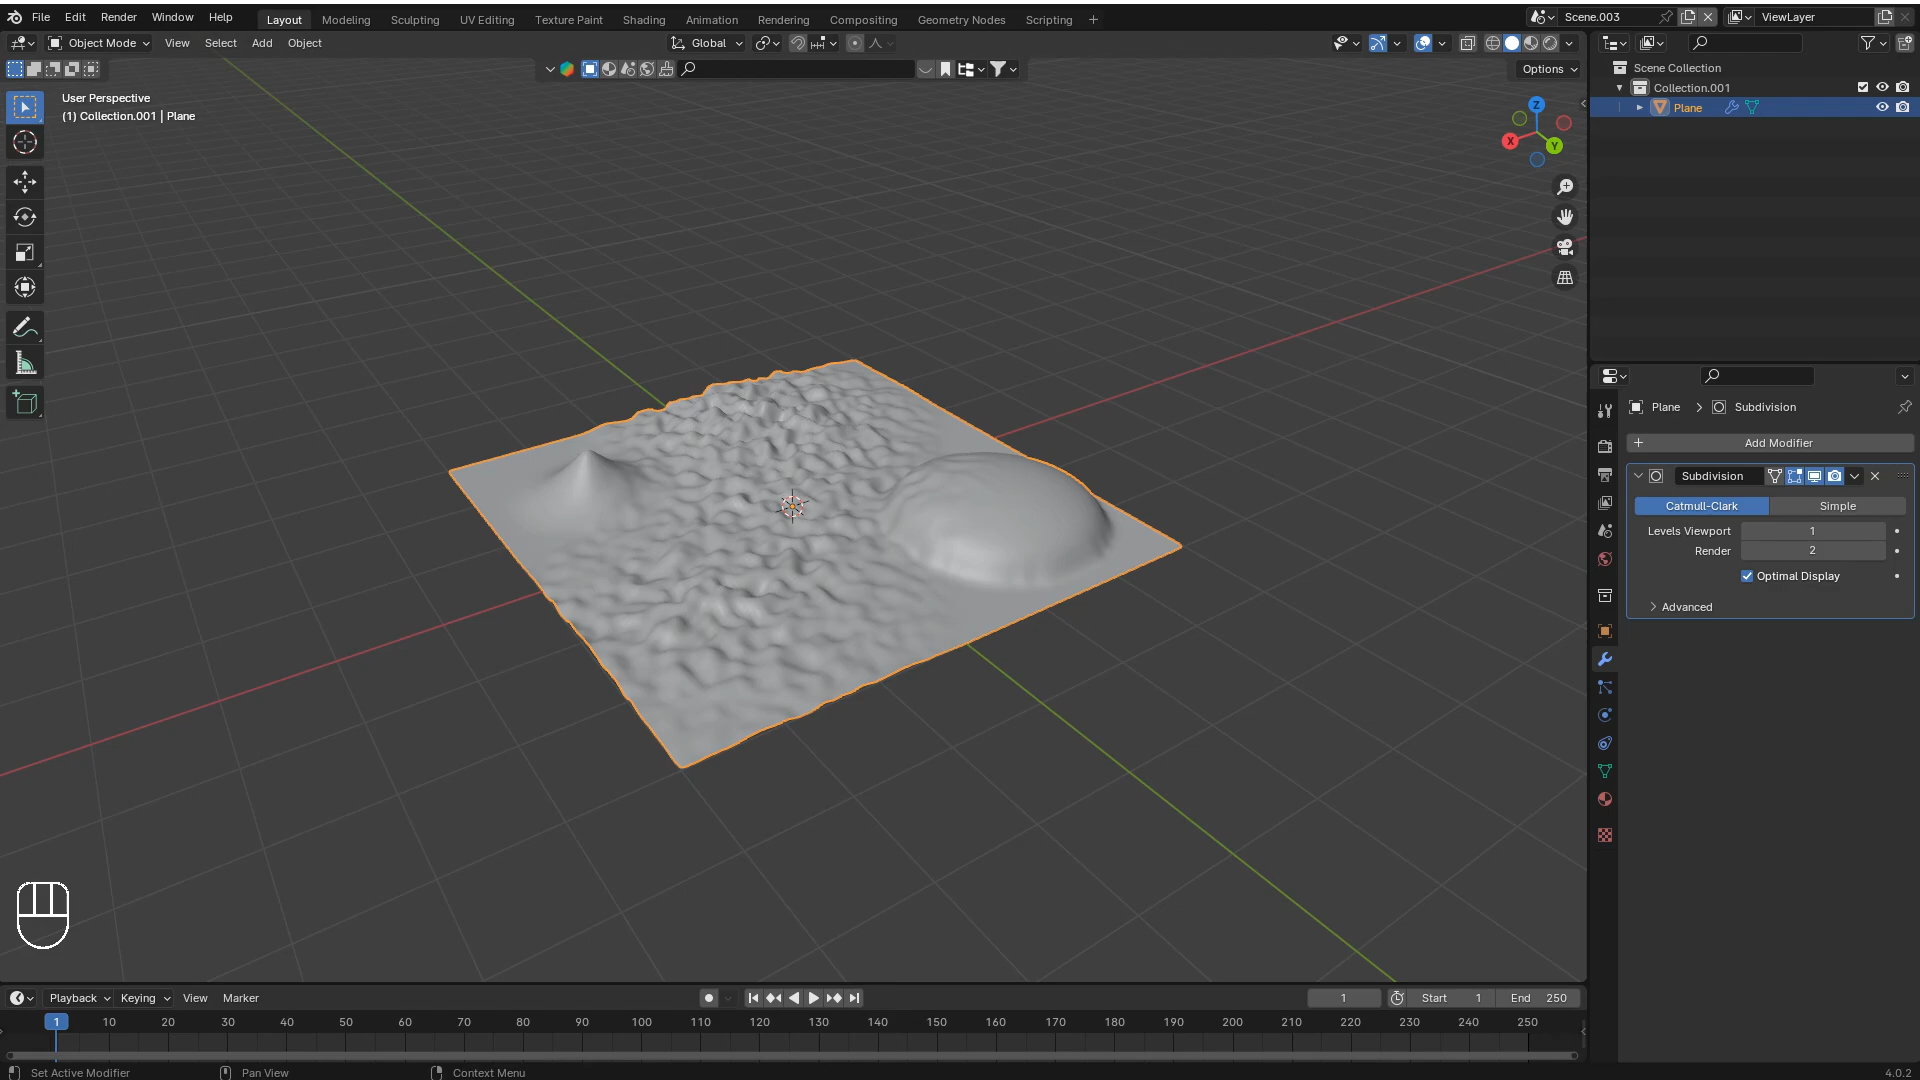 File Edit Render Window Help Layout Modeling Sculpting UV Editing Texture Paint Shading Animation Rendering Compositing Geometry Nodes Scripting + Scene.003 ViewLayer
Object Mode View Select Add Object Global
Options
User Perspective
(1) Collection.001 | Plane
Z
X
Y
Scene Collection
Collection.001
Plane
Plane > Subdivision
+ Add Modifier
Subdivision
Catmull-Clark Simple
Levels Viewport 1
Render 2
Optimal Display
Advanced
Playback Keying View Marker 1 Start 1 End 250
1 10 20 30 40 50 60 70 80 90 100 110 120 130 140 150 160 170 180 190 200 210 220 230 240 250
Set Active Modifier Pan View Context Menu 4.0.2